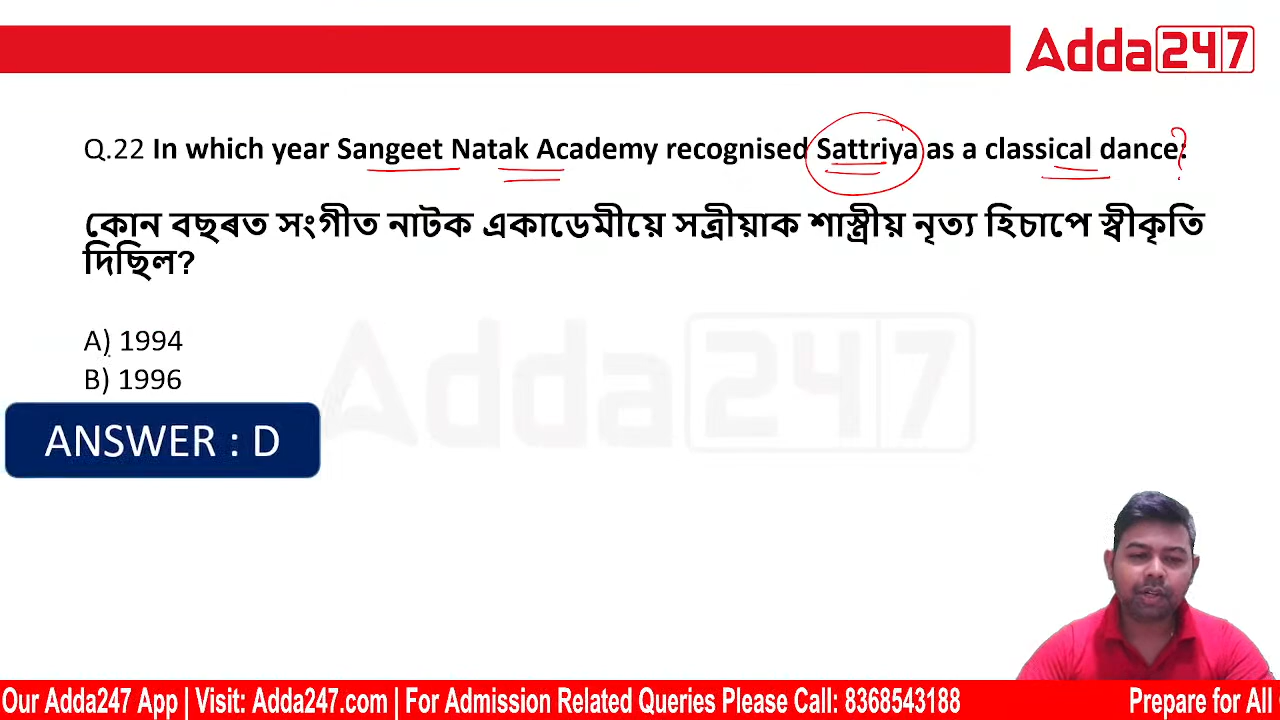 Adda247
Q.22 In which year Sangeet Natak Academy recognised Sattriya as a classical dance?
কোন বছৰত সংগীত নাটক একাডেমীয়ে সত্ৰীয়াক শাস্ত্ৰীয় নৃত্য হিচাপে স্বীকৃতি
দিছিল?
A) 1994
B) 1996
Adda247
ANSWER : D
Our Adda247 App | Visit: Adda247.com | For Admission Related Queries Please Call: 8368543188 Prepare for All